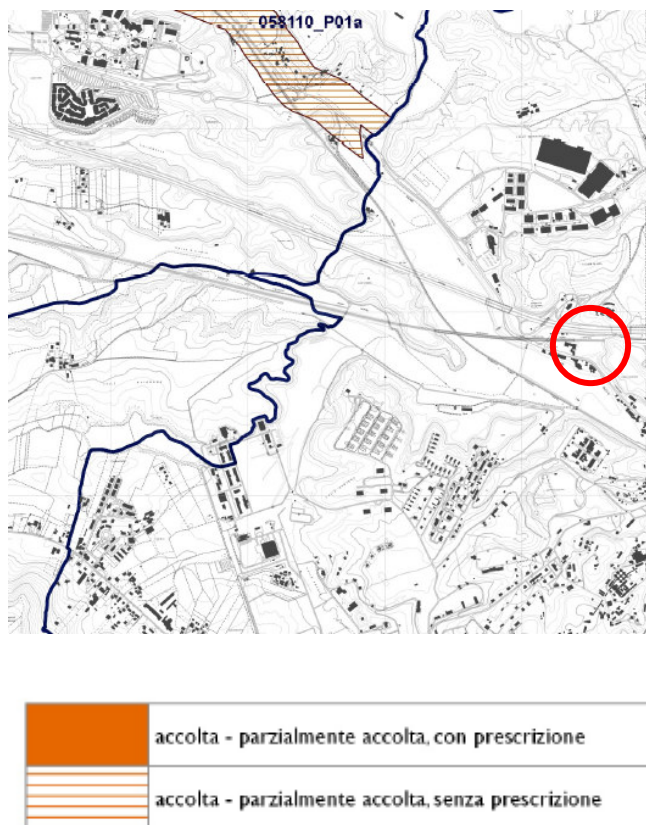 058110_P01a
accolta - parzialmente accolta, con prescrizione
accolta - parzialmente accolta, senza prescrizione